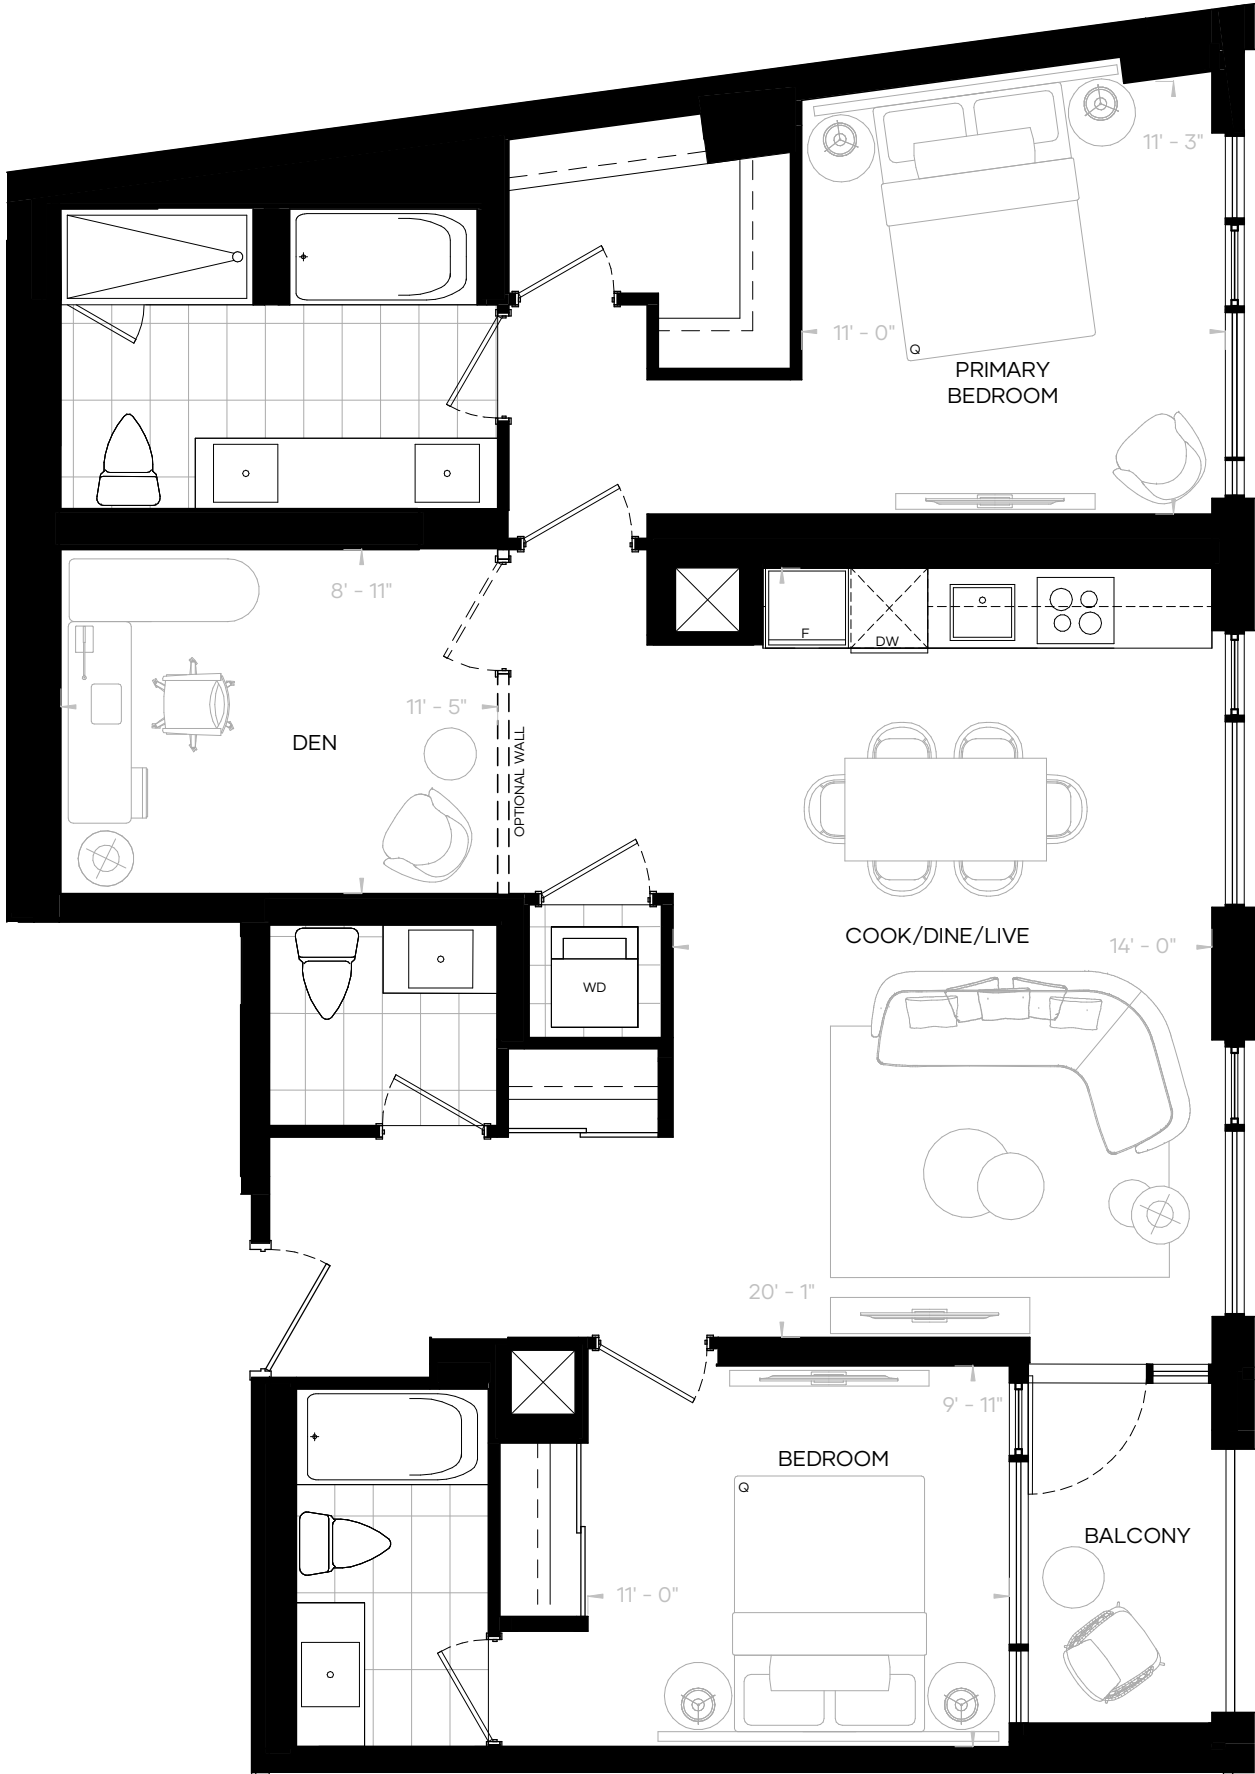 11' - 3"
11' - 0"
Q
PRIMARY
BEDROOM
8' - 11"
F
DW
11' - 5"
DEN
OPTIONAL WALL
COOK/DINE/LIVE
14' - 0"
WD
20' - 1"
9' - 11"
BEDROOM
Q
BALCONY
11' - 0"